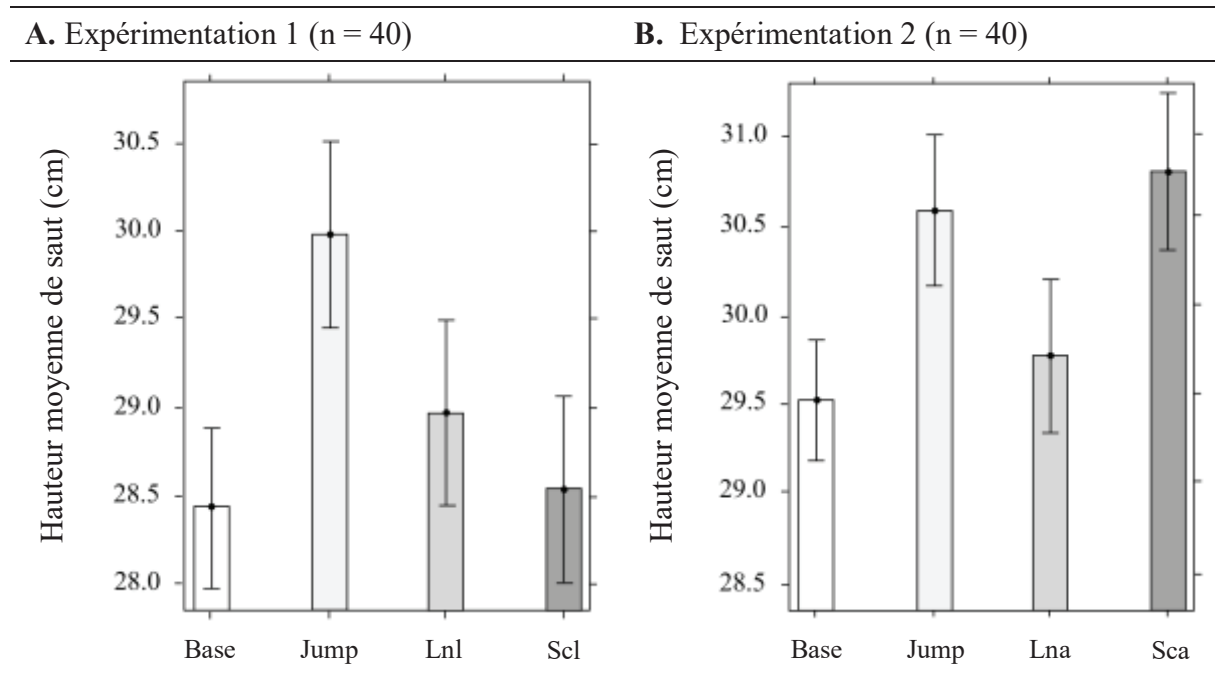 A. Expérimentation 1 (n = 40)
B. Expérimentation 2 (n = 40)
Hauteur moyenne de saut (cm)
30.5
30.0
29.5
29.0
28.5
28.0
Base Jump Lnl Scl
Hauteur moyenne de saut (cm)
31.0
30.5
30.0
29.5
29.0
28.5
Base Jump Lna Sca